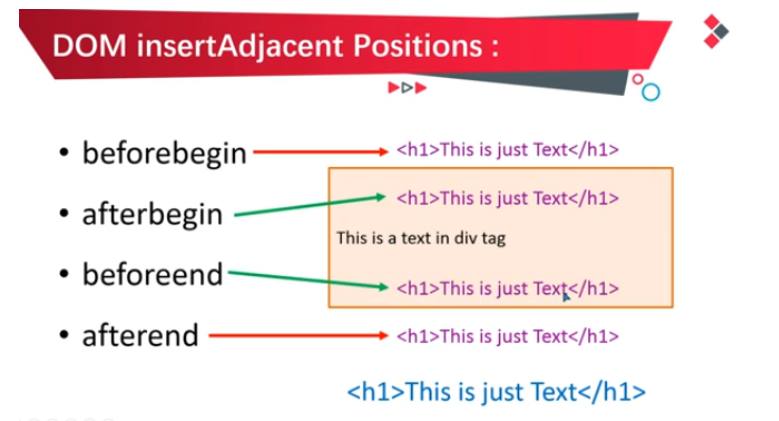 DOM insertAdjacent Positions :
• beforebegin
<h1>This is just Text</h1>
• afterbegin
<h1>This is just Text</h1>
This is a text in div tag
• beforeend
<h1>This is just Text</h1>
• afterend
<h1>This is just Text</h1>
<h1>This is just Text</h1>